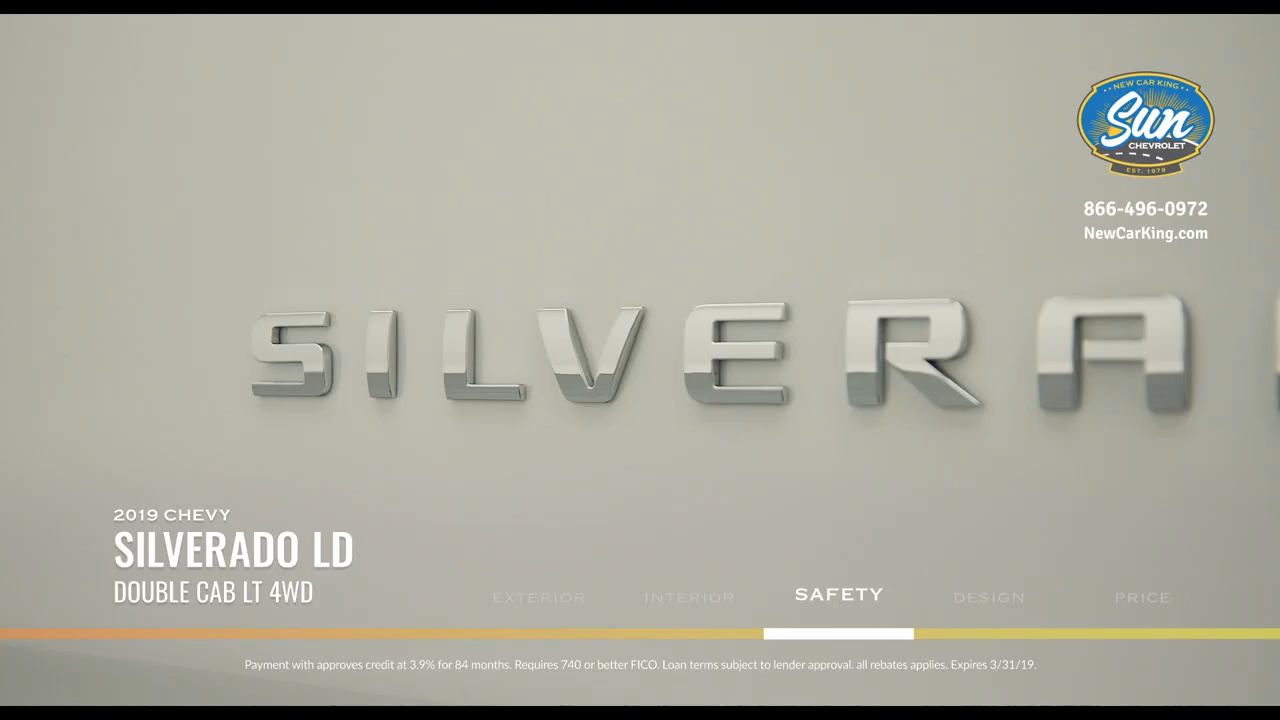 NEW CAR KING
Sun
CHEVROLET
EST. 1979
866-496-0972
NewCarKing.com
SILVERA
2019 CHEVY
SILVERADO LD
DOUBLE CAB LT 4WD
EXTERIOR INTERIOR SAFETY DESIGN PRICE
Payment with approves credit at 3.9% for 84 months. Requires 740 or better FICO. Loan terms subject to lender approval. all rebates applies. Expires 3/31/19.